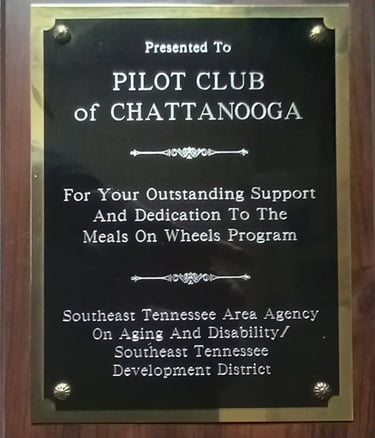 Presented To
PILOT CLUB
of CHATTANOOGA
For Your Outstanding Support
And Dedication To The
Meals On Wheels Program
Southeast Tennessee Area Agency
On Aging And Disability/
Southeast Tennessee
Development District